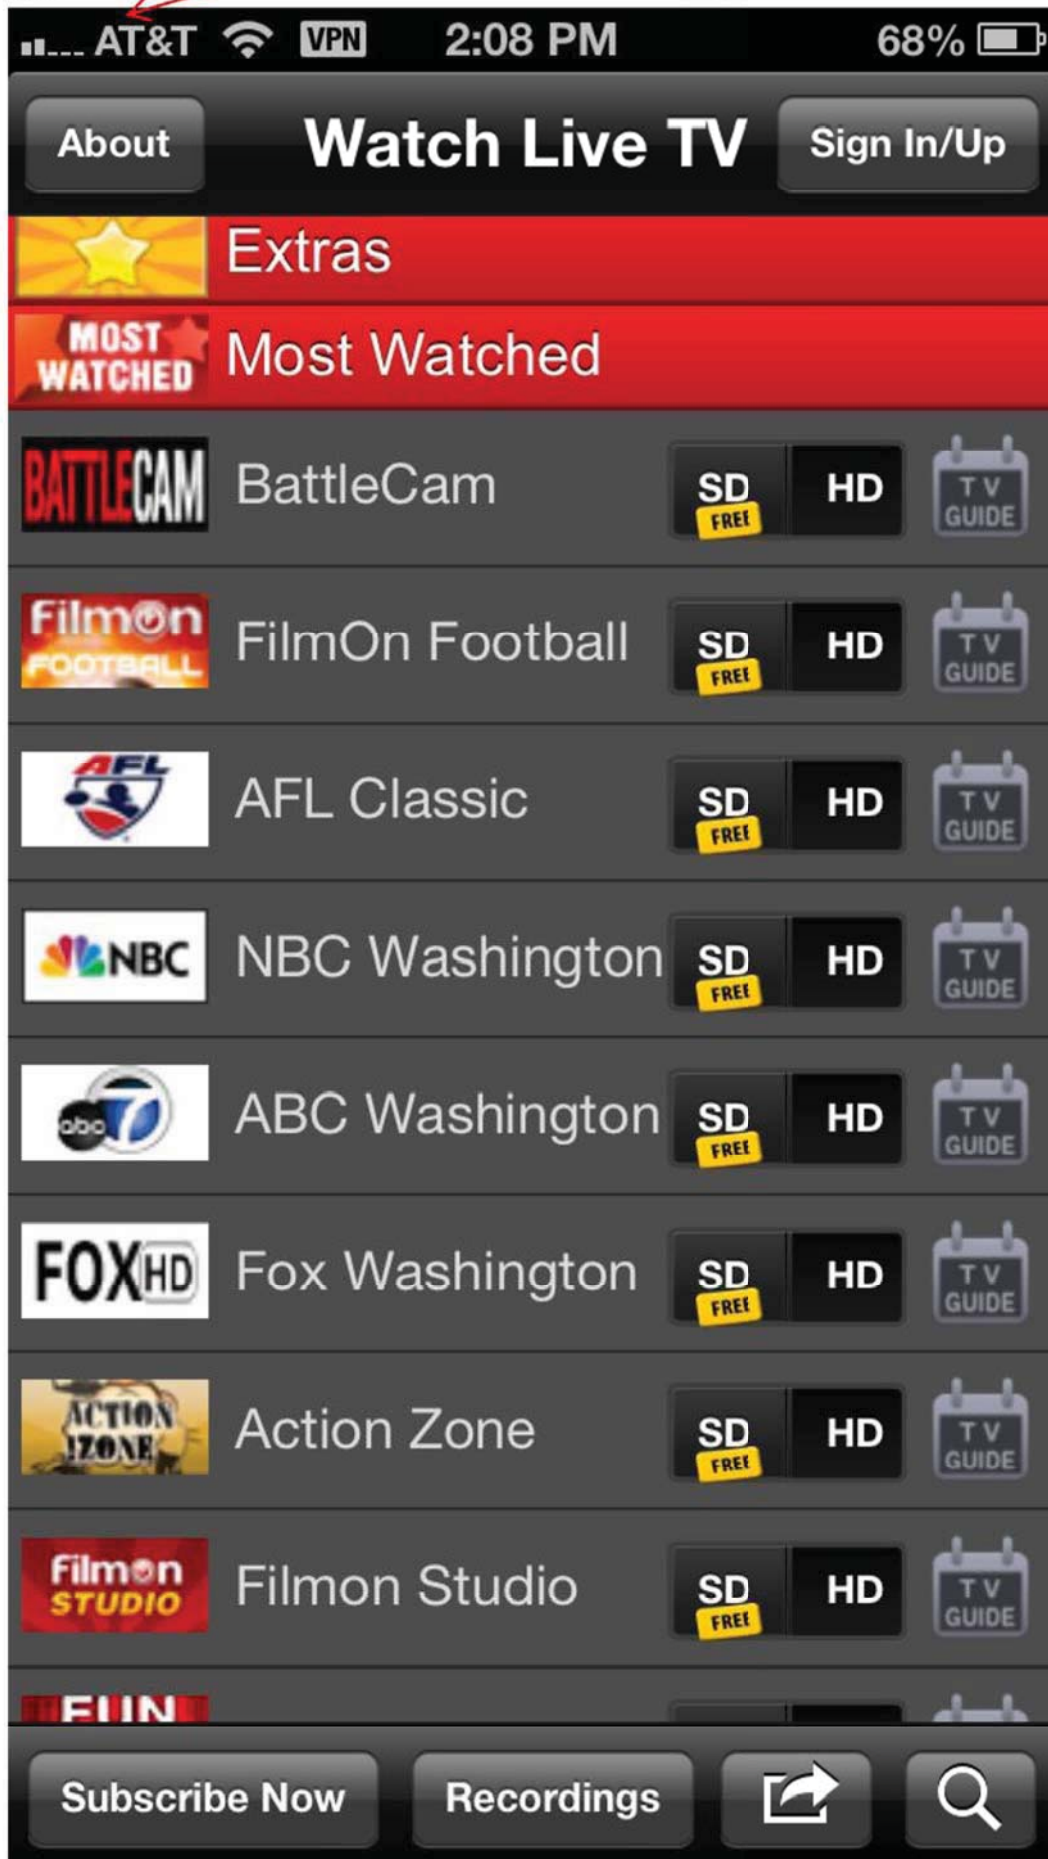 AT&T VPN 2:08 PM 68%
About Watch Live TV Sign In/Up
Extras
MOST WATCHED Most Watched
BATTLECAM BattleCam SD FREE HD TV GUIDE
FilmOn FOOTBALL FilmOn Football SD FREE HD TV GUIDE
AFL AFL Classic SD FREE HD TV GUIDE
NBC NBC Washington SD FREE HD TV GUIDE
abc 7 ABC Washington SD FREE HD TV GUIDE
FOX HD Fox Washington SD FREE HD TV GUIDE
ACTION ZONE Action Zone SD FREE HD TV GUIDE
Filmon STUDIO Filmon Studio SD FREE HD TV GUIDE
FUN
Subscribe Now Recordings